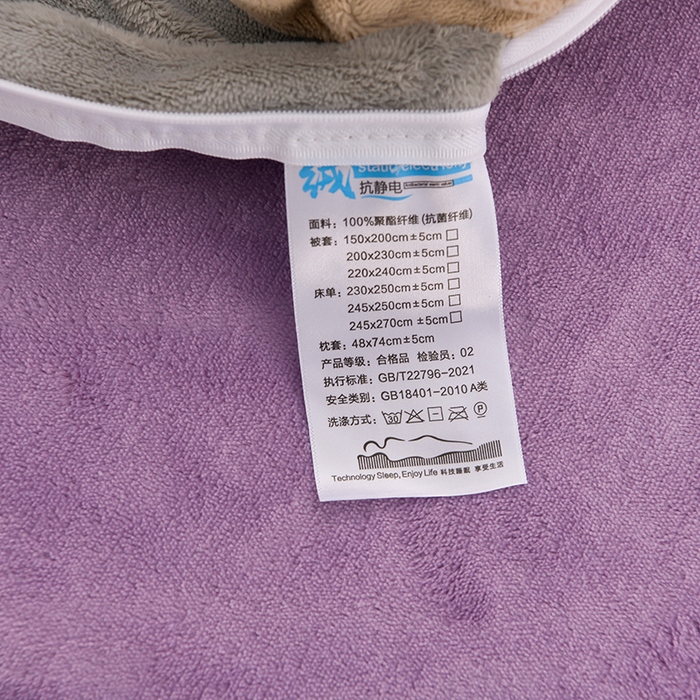 绒 static electricity
抗静电
面料：100%聚酯纤维 (抗菌纤维)
被套：150x200cm±5cm
200x230cm±5cm
220x240cm±5cm
床单：230x250cm±5cm
245x250cm±5cm
245x270cm ±5cm
枕套：48x74cm±5cm
产品等级：合格品 检验员：02
执行标准：GB/T22796-2021
安全类别：GB18401-2010 A类
洗涤方式： 30 P
Technology Sleep, Enjoy Life 科技睡眠 享受生活